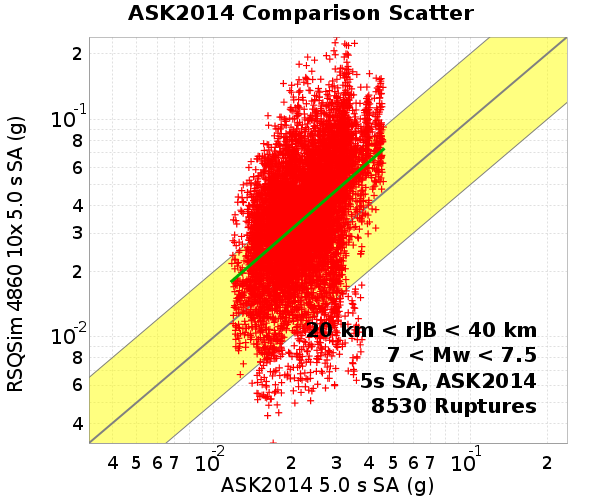 ASK2014 Comparison Scatter
RSQSim 4860 10x 5.0 s SA (g)
2
10-1
8
6
4
3
2
10-2
8
6
4
20 km < rJB < 40 km
7 < Mw < 7.5
5s SA, ASK2014
8530 Ruptures
4 5 6 7 10-2 2 3 4 5 6 7 10-1 2
ASK2014 5.0 s SA (g)